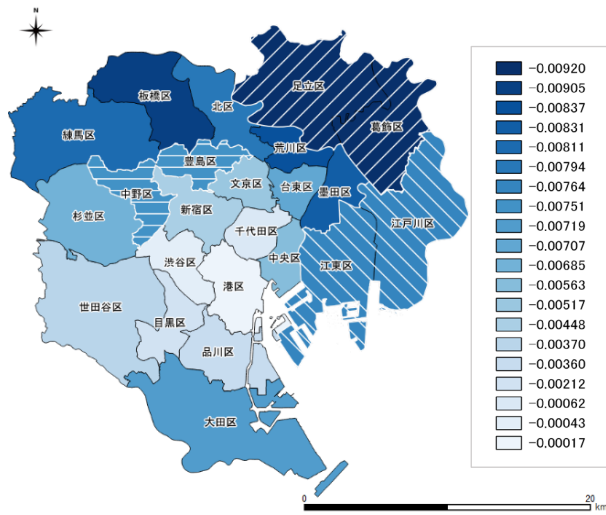 N
板橋区
北区
足立区
葛飾区
練馬区
荒川区
豊島区
文京区
台東区
墨田区
中野区
江戸川区
杉並区
新宿区
千代田区
中央区
江東区
渋谷区
港区
世田谷区
目黒区
品川区
大田区
-0.00920
-0.00905
-0.00837
-0.00831
-0.00811
-0.00794
-0.00764
-0.00751
-0.00719
-0.00707
-0.00685
-0.00563
-0.00517
-0.00448
-0.00370
-0.00360
-0.00212
-0.00062
-0.00043
-0.00017
0 20
km